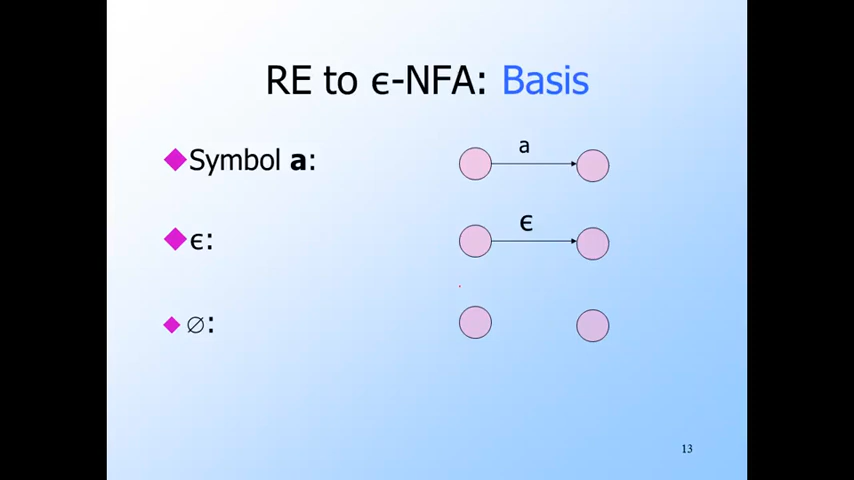 RE to ϵ-NFA: Basis
Symbol a:
a
ϵ:
ϵ
∅:
13